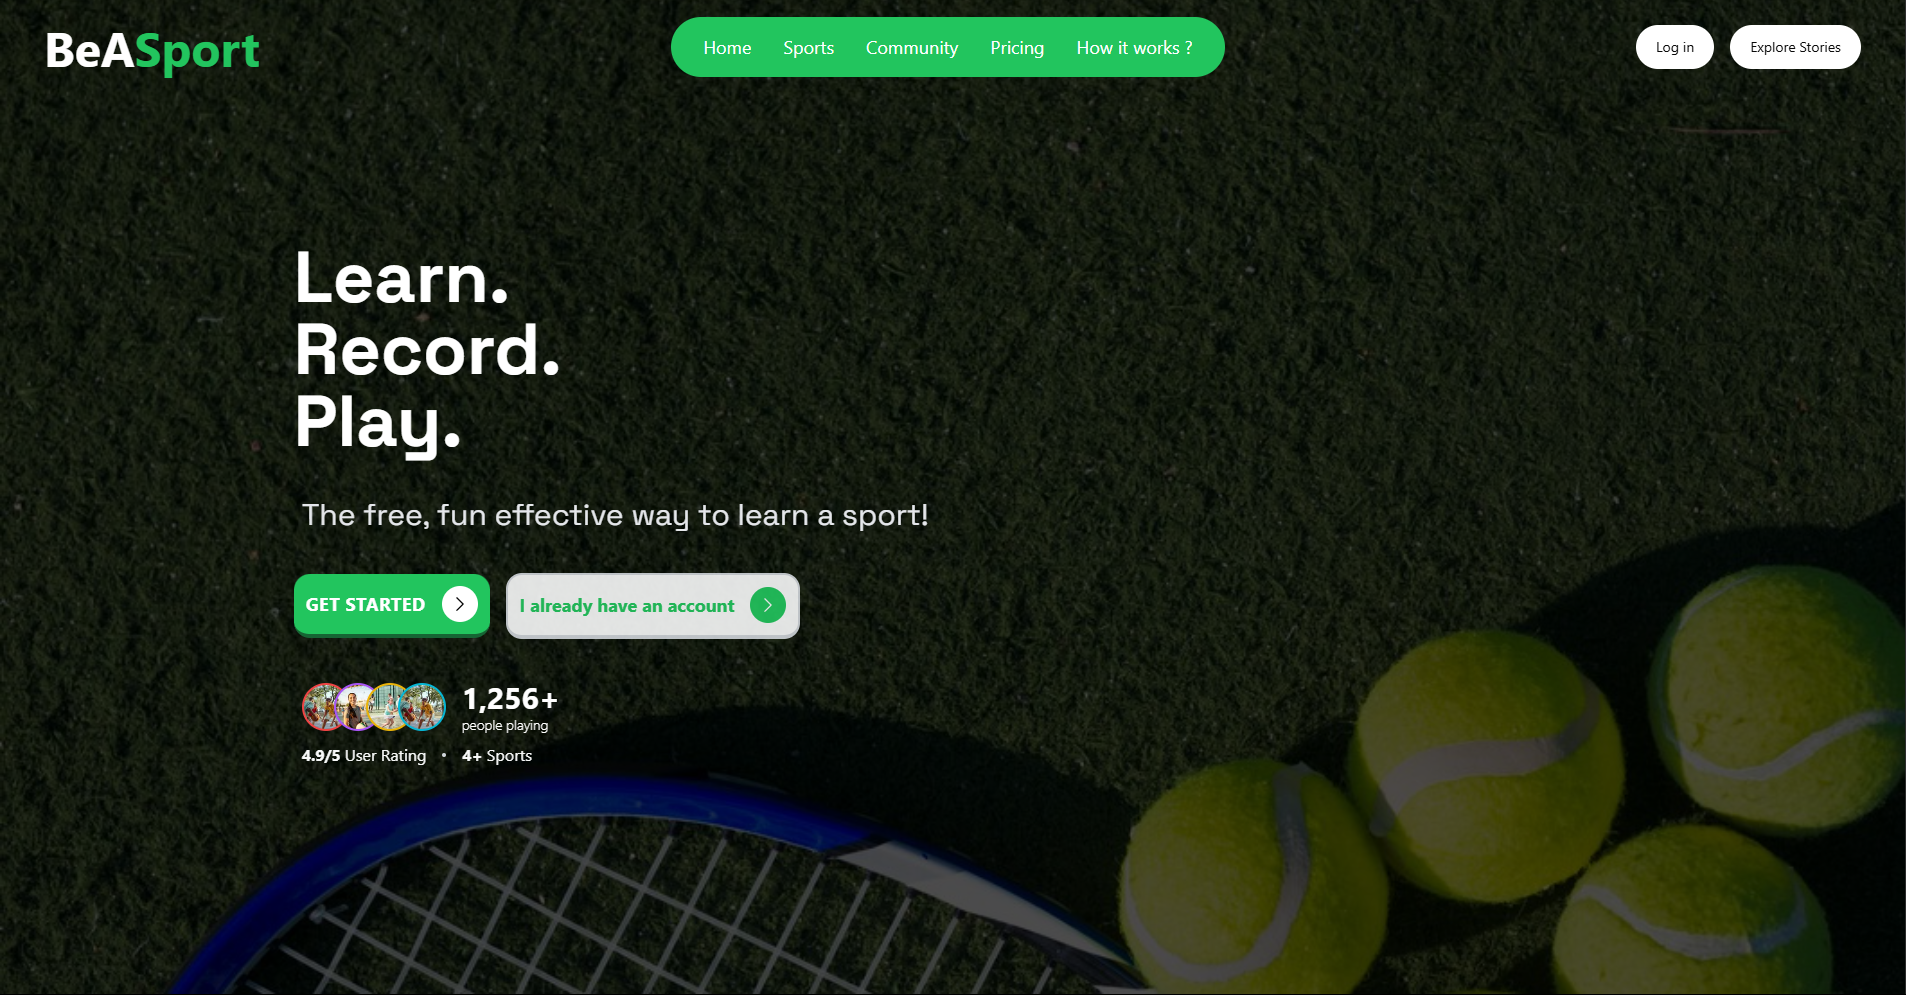 BeASport
Home Sports Community Pricing How it works ?
Log in Explore Stories
Learn.
Record.
Play.
The free, fun effective way to learn a sport!
GET STARTED
I already have an account
1,256+
people playing
4.9/5 User Rating • 4+ Sports